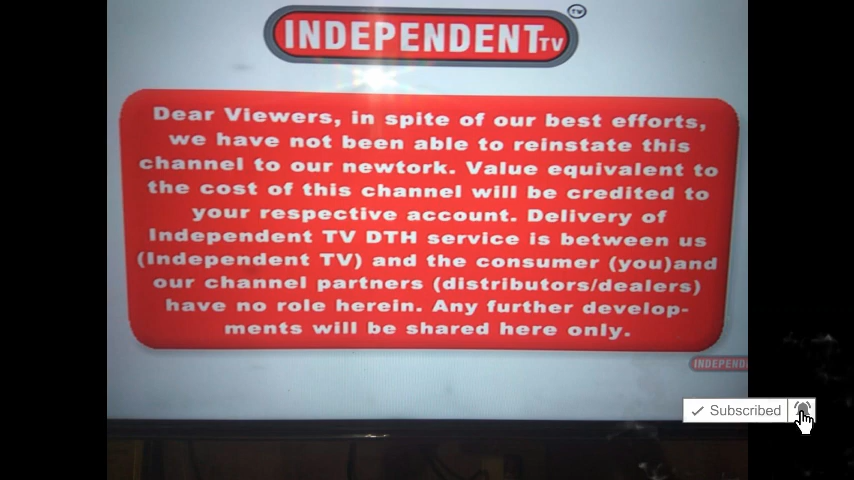 INDEPENDENT TV
TV
Dear Viewers, in spite of our best efforts,
we have not been able to reinstate this
channel to our newtork. Value equivalent to
the cost of this channel will be credited to
your respective account. Delivery of
Independent TV DTH service is between us
(Independent TV) and the consumer (you)and
our channel partners (distributors/dealers)
have no role herein. Any further develop-
ments will be shared here only.
INDEPEND
Subscribed